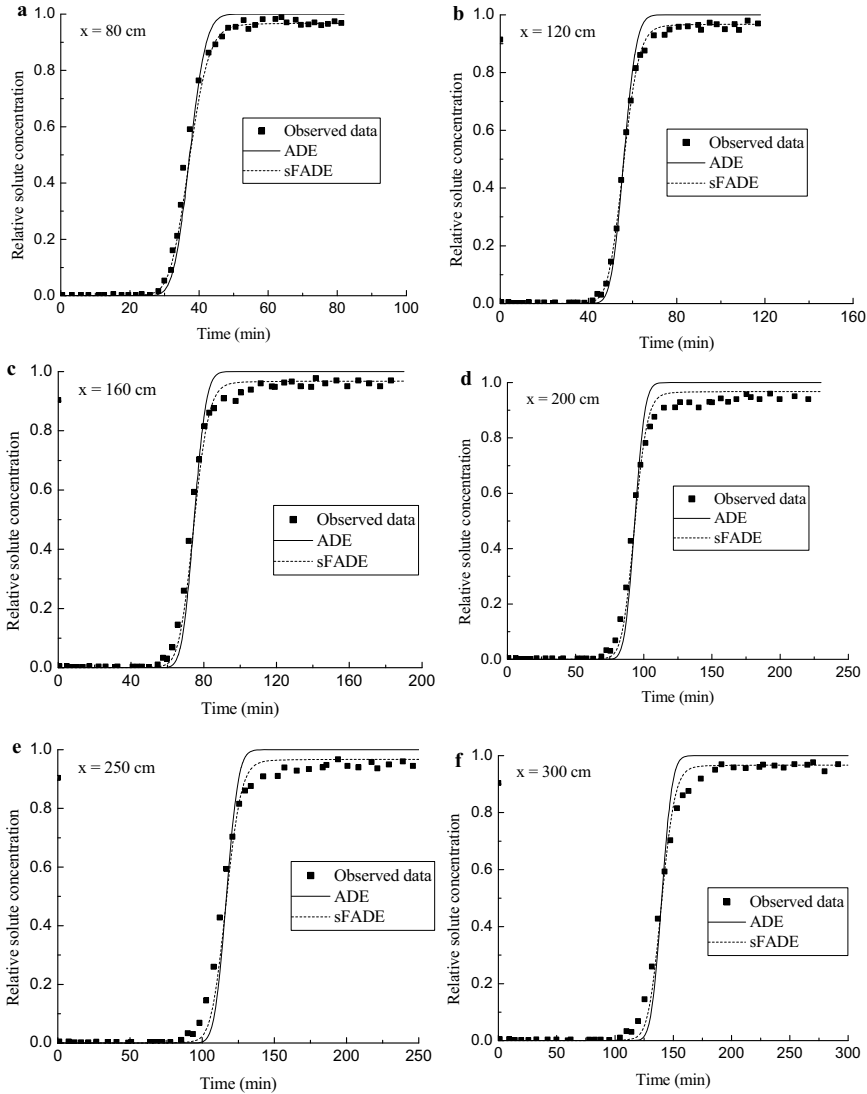 a
x = 80 cm
Relative solute concentration
1.0
0.8
0.6
0.4
0.2
0.0
0 20 40 60 80 100
Time (min)
Observed data
ADE
sFADE
b
x = 120 cm
Relative solute concentration
1.0
0.8
0.6
0.4
0.2
0.0
0 40 80 120 160
Time (min)
Observed data
ADE
sFADE
c
x = 160 cm
Relative solute concentration
1.0
0.8
0.6
0.4
0.2
0.0
0 40 80 120 160 200
Time (min)
Observed data
ADE
sFADE
d
x = 200 cm
Relative solute concentration
1.0
0.8
0.6
0.4
0.2
0.0
0 50 100 150 200 250
Time (min)
Observed data
ADE
sFADE
e
x = 250 cm
Relative solute concentration
1.0
0.8
0.6
0.4
0.2
0.0
0 50 100 150 200 250
Time (min)
Observed data
ADE
sFADE
f
x = 300 cm
Relative solute concentration
1.0
0.8
0.6
0.4
0.2
0.0
0 50 100 150 200 250 300
Time (min)
Observed data
ADE
sFADE